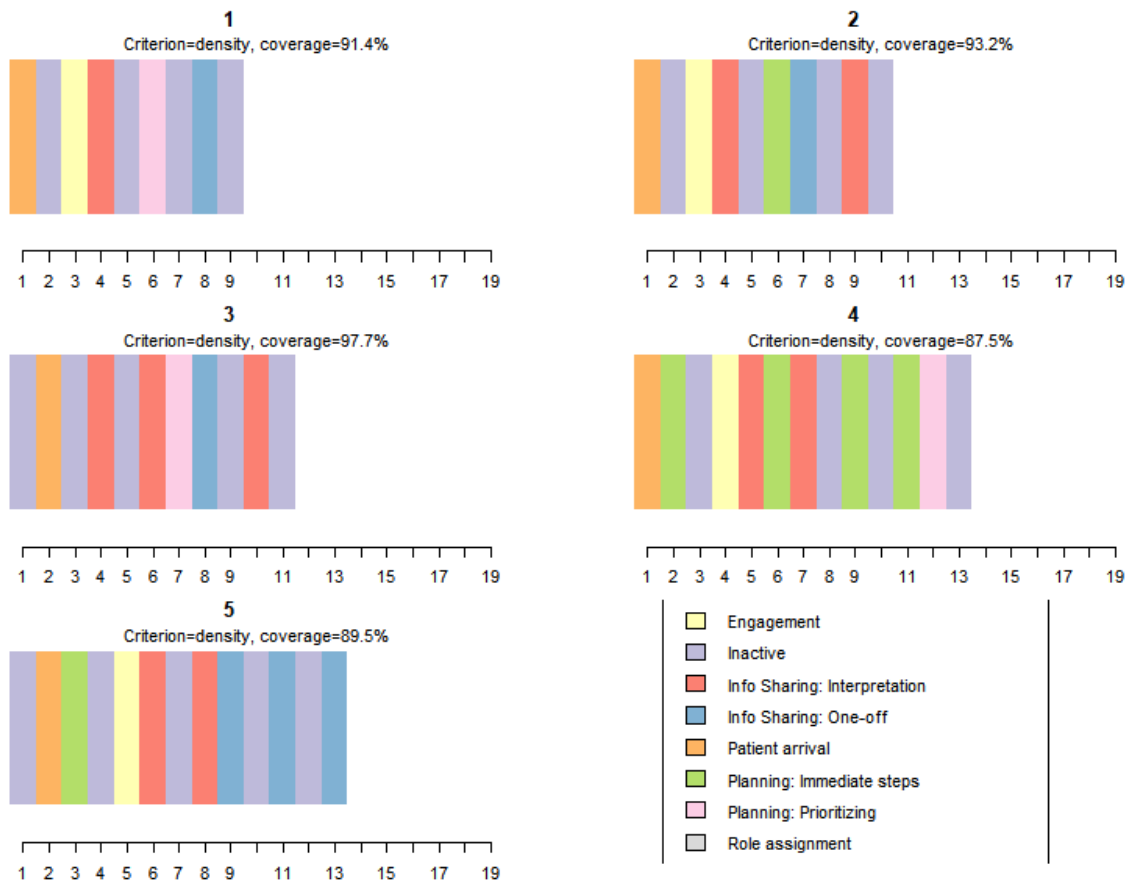 1
Criterion=density, coverage=91.4%
1 2 3 4 5 6 7 8 9 11 13 15 17 19
2
Criterion=density, coverage=93.2%
1 2 3 4 5 6 7 8 9 11 13 15 17 19
3
Criterion=density, coverage=97.7%
1 2 3 4 5 6 7 8 9 11 13 15 17 19
4
Criterion=density, coverage=87.5%
1 2 3 4 5 6 7 8 9 11 13 15 17 19
5
Criterion=density, coverage=89.5%
1 2 3 4 5 6 7 8 9 11 13 15 17 19
Engagement
Inactive
Info Sharing: Interpretation
Info Sharing: One-off
Patient arrival
Planning: Immediate steps
Planning: Prioritizing
Role assignment